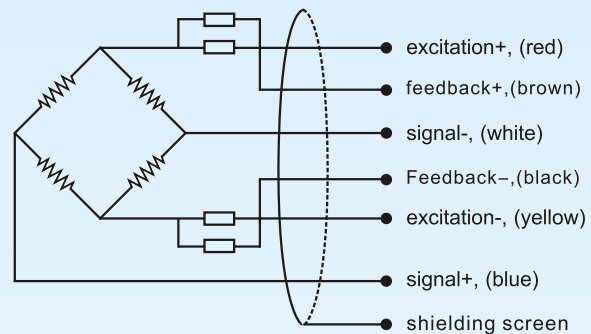 excitation+, (red)
feedback+,(brown)
signal-, (white)
Feedback–,(black)
excitation-, (yellow)
signal+, (blue)
shielding screen